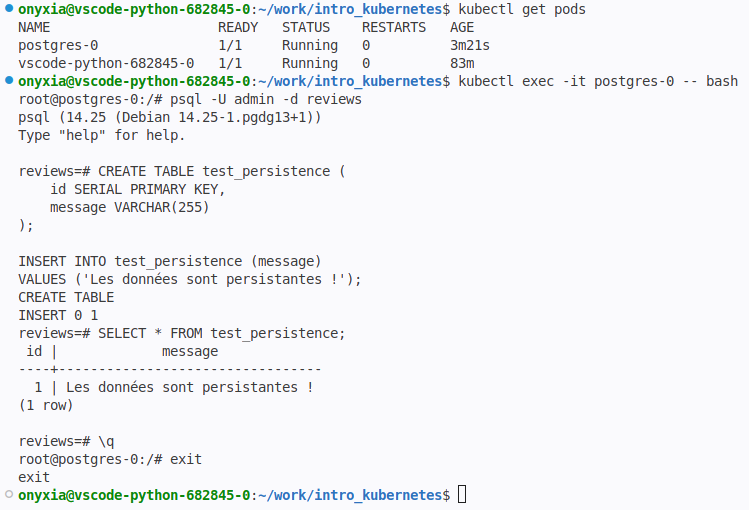 onyxia@vscode-python-682845-0:~/work/intro_kubernetes$ kubectl get pods
NAME                     READY   STATUS    RESTARTS   AGE
postgres-0               1/1     Running   0          3m21s
vscode-python-682845-0   1/1     Running   0          83m
onyxia@vscode-python-682845-0:~/work/intro_kubernetes$ kubectl exec -it postgres-0 -- bash
root@postgres-0:/# psql -U admin -d reviews
psql (14.25 (Debian 14.25-1.pgdg13+1))
Type "help" for help.

reviews=# CREATE TABLE test_persistence (
    id SERIAL PRIMARY KEY,
    message VARCHAR(255)
);

INSERT INTO test_persistence (message)
VALUES ('Les données sont persistantes !');
CREATE TABLE
INSERT 0 1
reviews=# SELECT * FROM test_persistence;
 id |             message
----+---------------------------------
  1 | Les données sont persistantes !
(1 row)

reviews=# \q
root@postgres-0:/# exit
exit
onyxia@vscode-python-682845-0:~/work/intro_kubernetes$